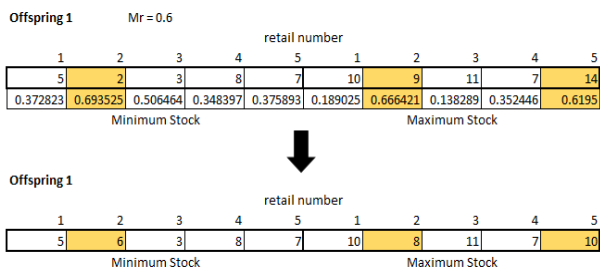 Offspring 1 Mr = 0.6
retail number
1 2 3 4 5 1 2 3 4 5
5 2 3 8 7 10 9 11 7 14
0.372823 0.693525 0.506464 0.348397 0.375893 0.189025 0.666421 0.138289 0.352446 0.6195
Minimum Stock Maximum Stock
Offspring 1
retail number
1 2 3 4 5 1 2 3 4 5
5 6 3 8 7 10 8 11 7 10
Minimum Stock Maximum Stock